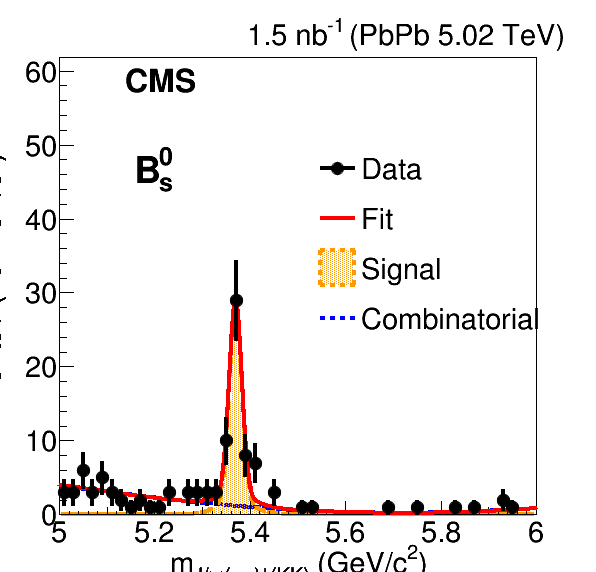 1.5 nb-1 (PbPb 5.02 TeV)
60
CMS
50
B0s
Data
40
Fit
Signal
30
Combinatorial
20
10
0
5 5.2 5.4 5.6 5.8 6
(GeV/c2)